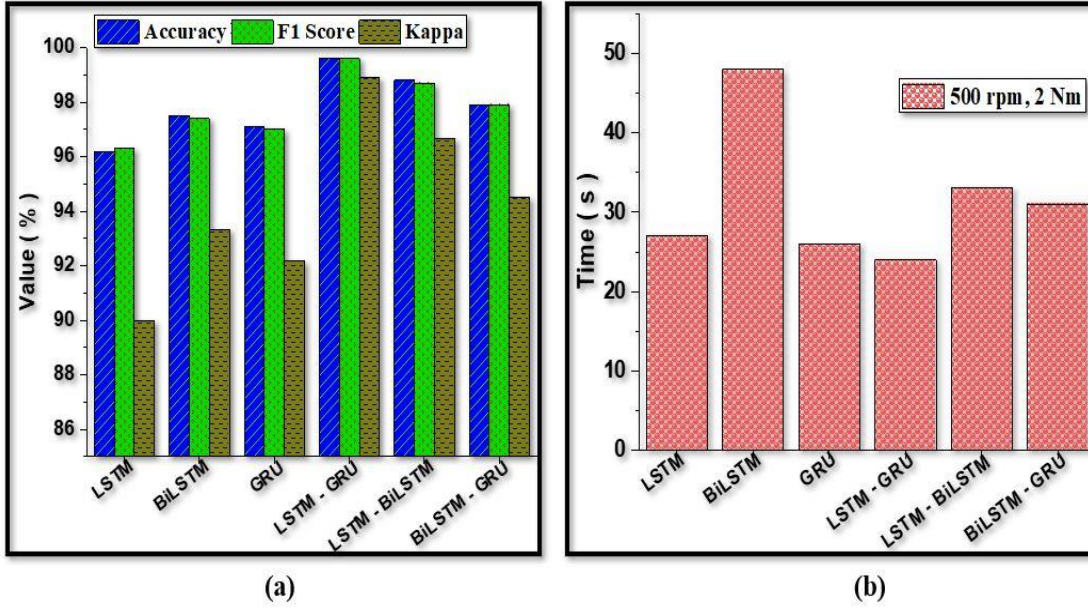 Accuracy F1 Score Kappa
Value ( % )
100
98
96
94
92
90
88
86
LSTM
BiLSTM
GRU
LSTM - GRU
LSTM - BiLSTM
BiLSTM - GRU
(a)
500 rpm, 2 Nm
Time ( s )
50
40
30
20
10
0
LSTM
BiLSTM
GRU
LSTM - GRU
LSTM - BiLSTM
BiLSTM - GRU
(b)